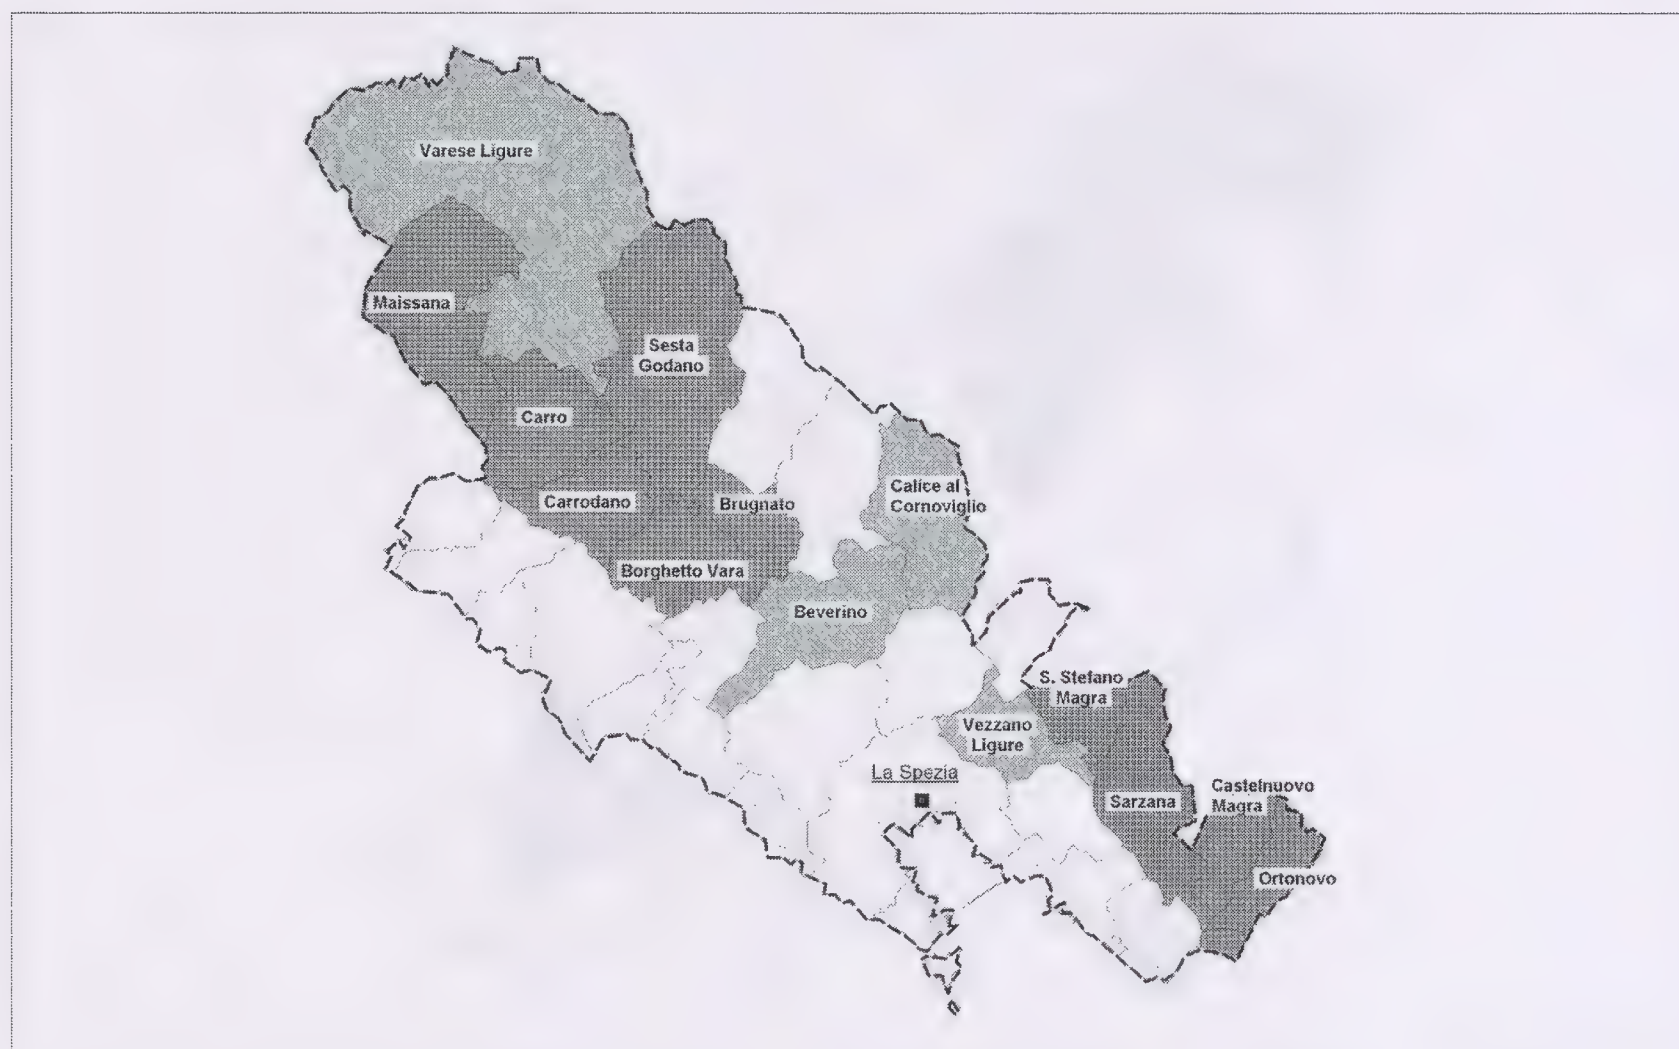 Varese Ligure
Maissana
Sesta
Godano
Carro
Calice al
Cornoviglio
Carrodano
Brugnato
Borghetto Vara
Beverino
S. Stefano
Magra
Vezzano
Ligure
La Spezia
Castelnuovo
Magra
Sarzana
Ortonovo